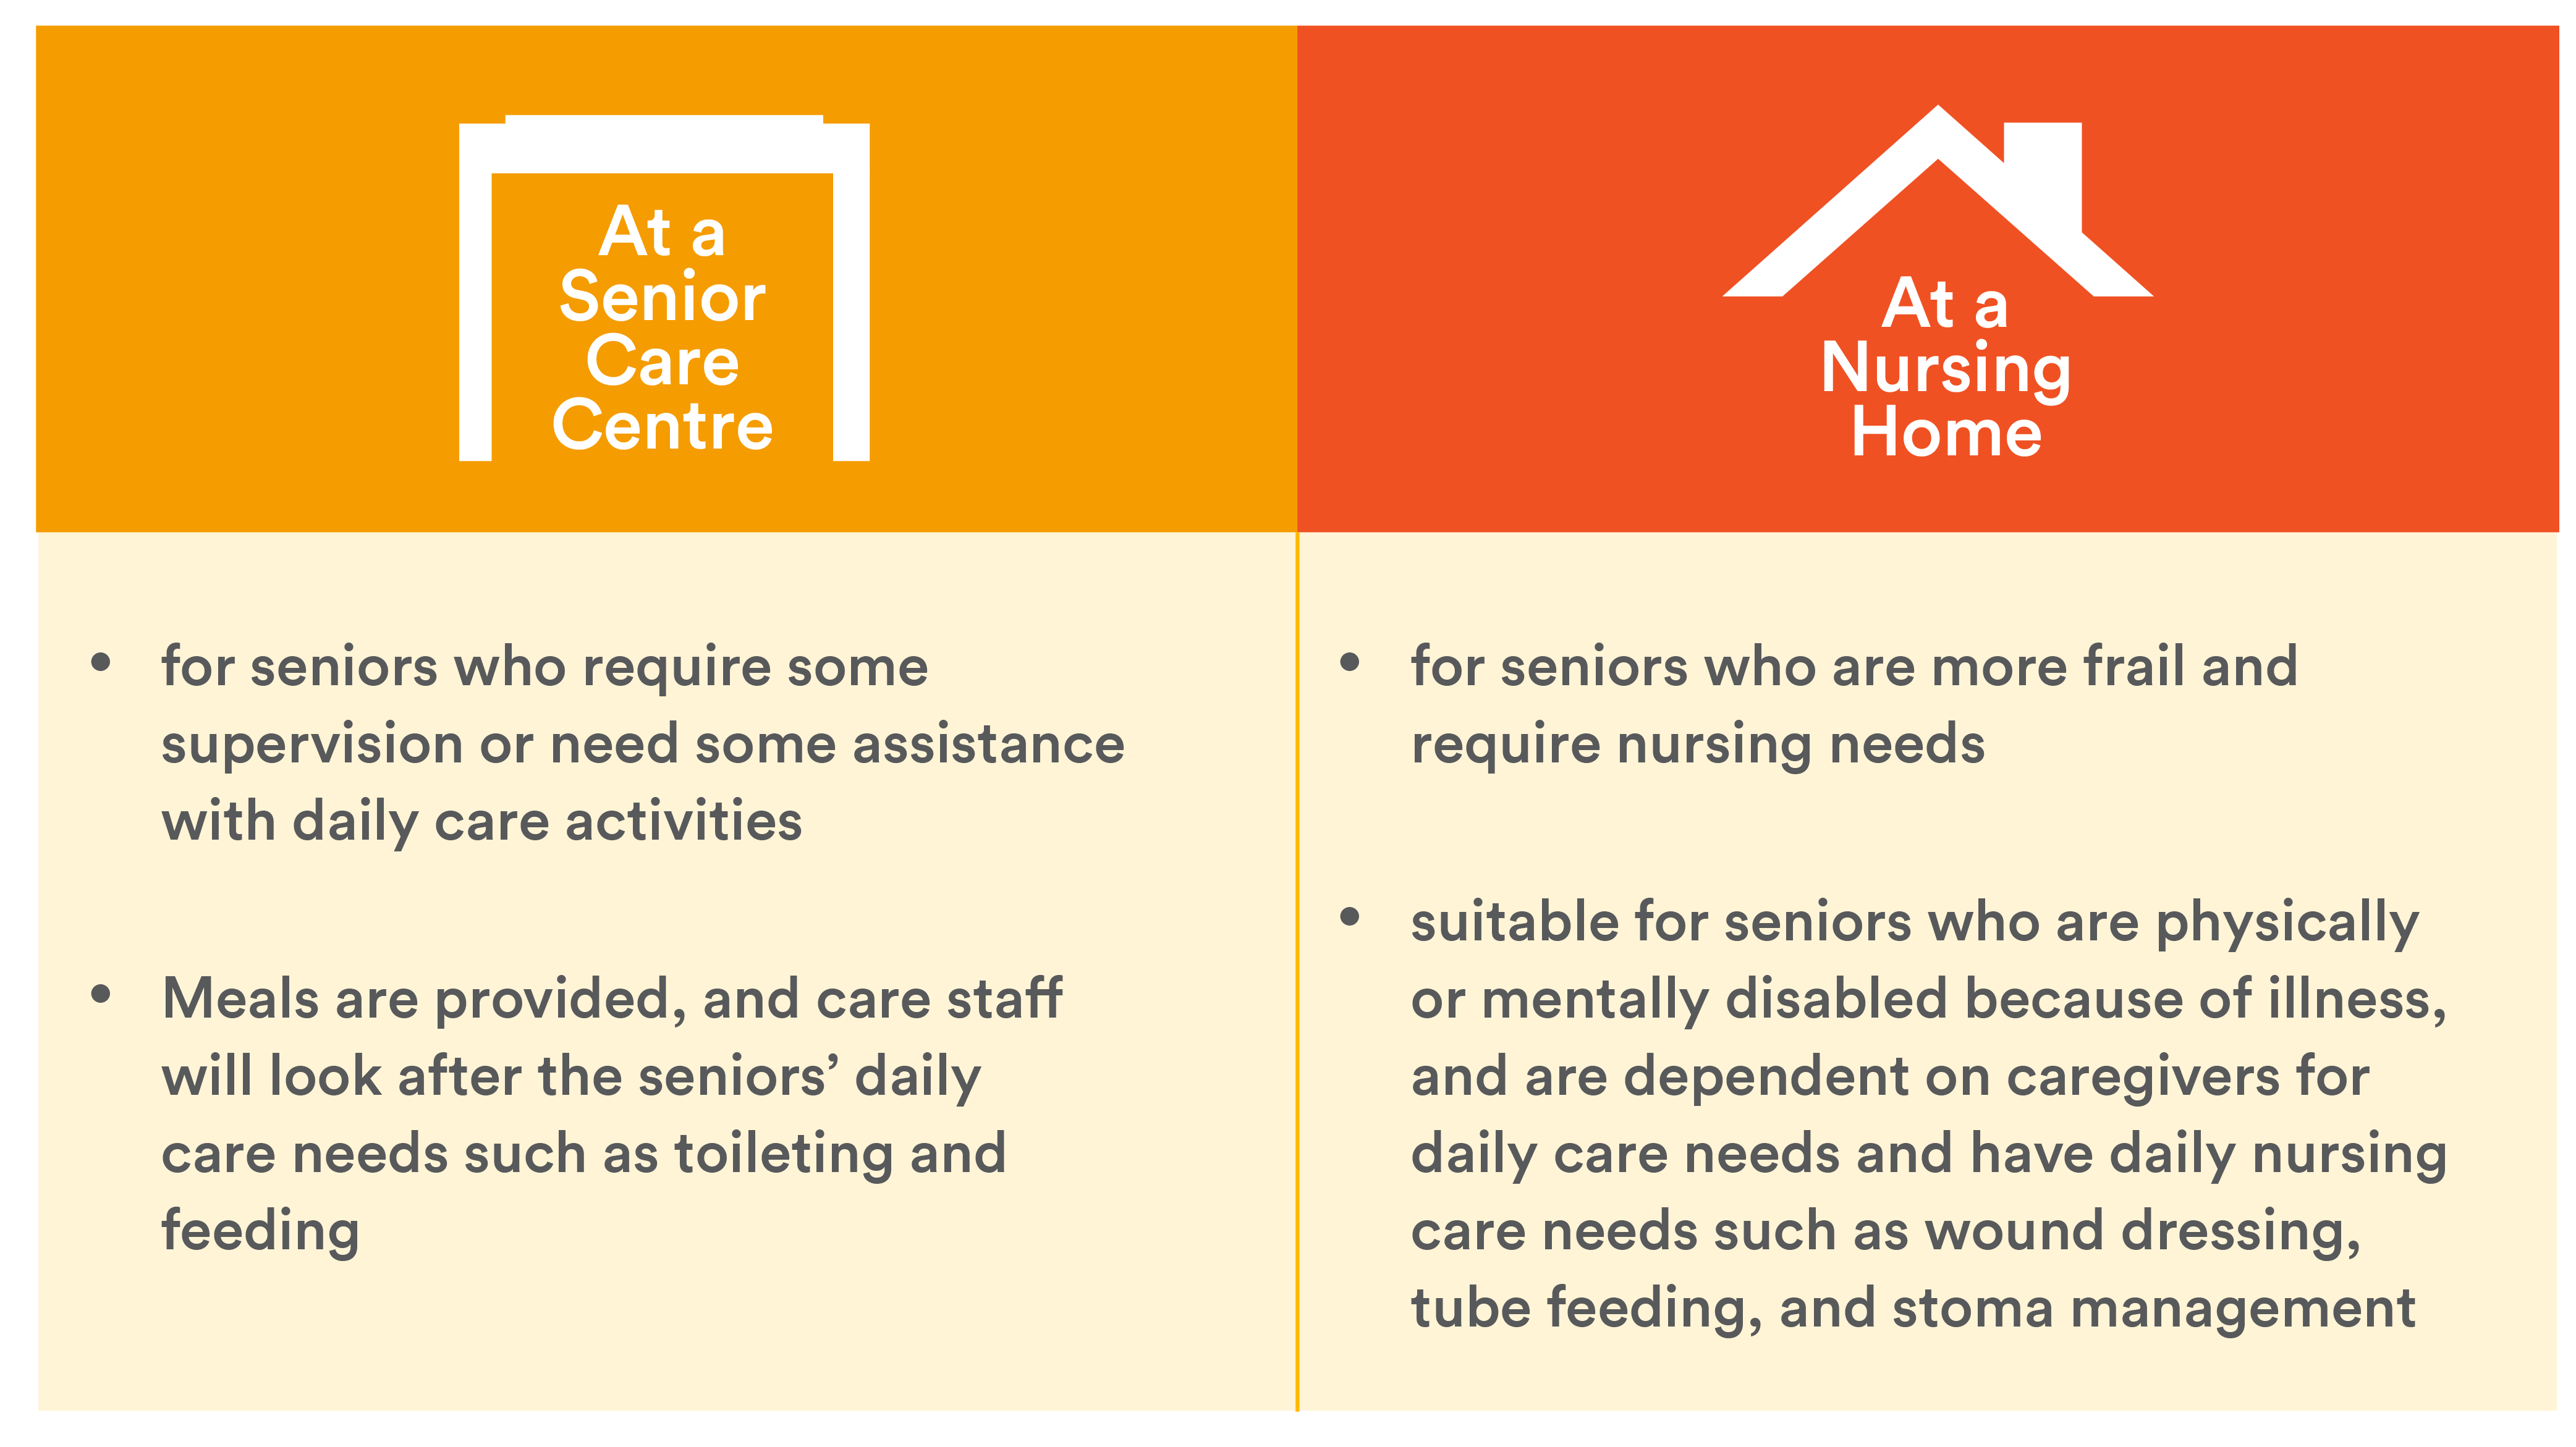 At a
Senior
Care
Centre
At a
Nursing
Home
• for seniors who require some
supervision or need some assistance
with daily care activities
• Meals are provided, and care staff
will look after the seniors’ daily
care needs such as toileting and
feeding
• for seniors who are more frail and
require nursing needs
• suitable for seniors who are physically
or mentally disabled because of illness,
and are dependent on caregivers for
daily care needs and have daily nursing
care needs such as wound dressing,
tube feeding, and stoma management